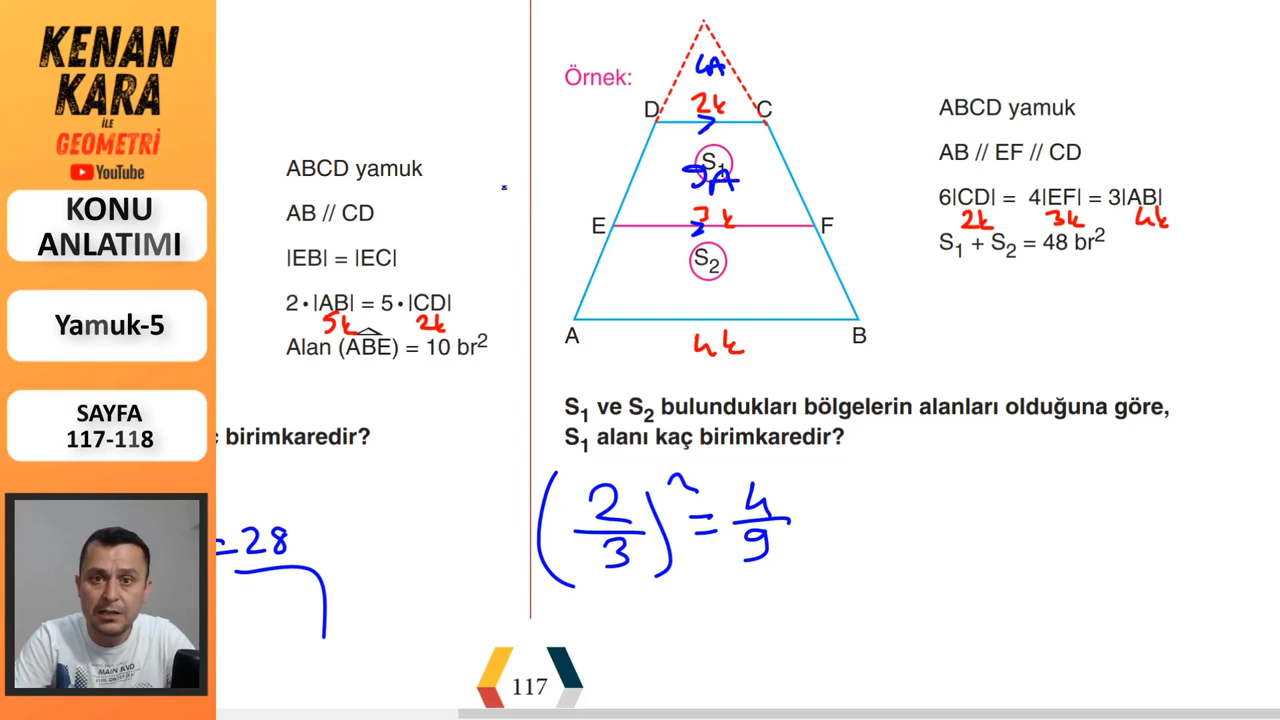 KENAN
KARA
İLE
GEOMETRİ
YouTube
KONU
ANLATIMI
Yamuk-5
SAYFA
117-118
MAIN RVD
ABCD yamuk
AB // CD
|EB| = |EC|
2 • |AB| = 5 • |CD|
5k 2k
Alan (ABE) = 10 br²
ç birimkaredir?
= 28
Örnek:
4A
2k
D C
S₁
5A
3k
E F
S₂
A B
4k
ABCD yamuk
AB // EF // CD
6|CD| = 4|EF| = 3|AB|
2k 3k 4k
S₁ + S₂ = 48 br²
S₁ ve S₂ bulundukları bölgelerin alanları olduğuna göre,
S₁ alanı kaç birimkaredir?
(2/3)² = 4/9
117